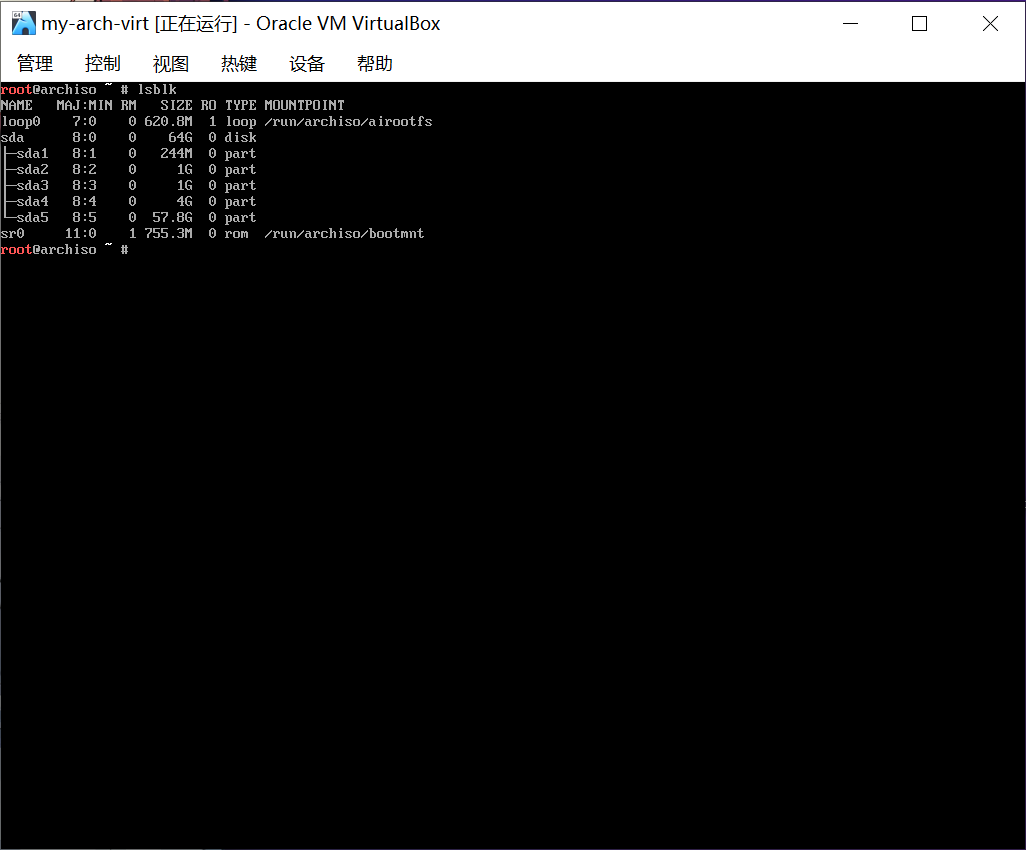 my-arch-virt [正在运行] - Oracle VM VirtualBox
管理 控制 视图 热键 设备 帮助
root@archiso ~ # lsblk
NAME   MAJ:MIN RM   SIZE RO TYPE MOUNTPOINT
loop0    7:0    0 620.8M  1 loop /run/archiso/airootfs
sda      8:0    0    64G  0 disk
├─sda1   8:1    0   244M  0 part
├─sda2   8:2    0     1G  0 part
├─sda3   8:3    0     1G  0 part
├─sda4   8:4    0     4G  0 part
└─sda5   8:5    0  57.8G  0 part
sr0     11:0    1 755.3M  0 rom  /run/archiso/bootmnt
root@archiso ~ #